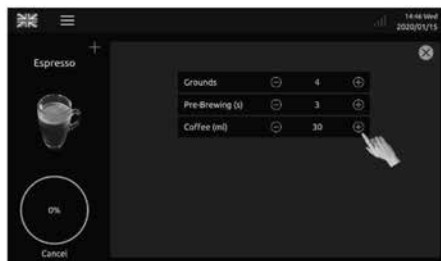 14:46 Wed
2020/01/15
Espresso
Grounds 4
Pre-Brewing (s) 3
Coffee (ml) 30
0%
Cancel